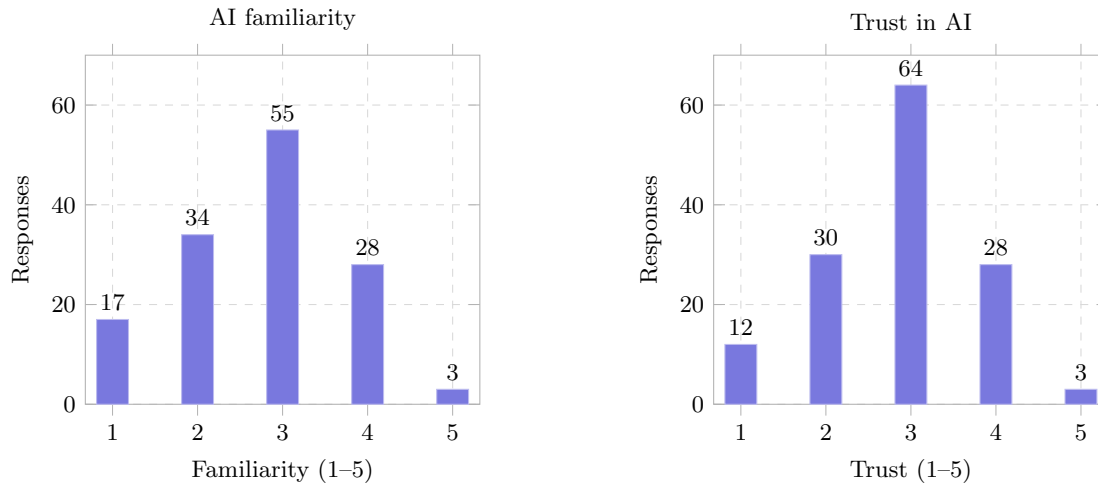 AI familiarity
60
40
20
0
Responses
17
34
55
28
3
1 2 3 4 5
Familiarity (1–5)
Trust in AI
60
40
20
0
Responses
12
30
64
28
3
1 2 3 4 5
Trust (1–5)